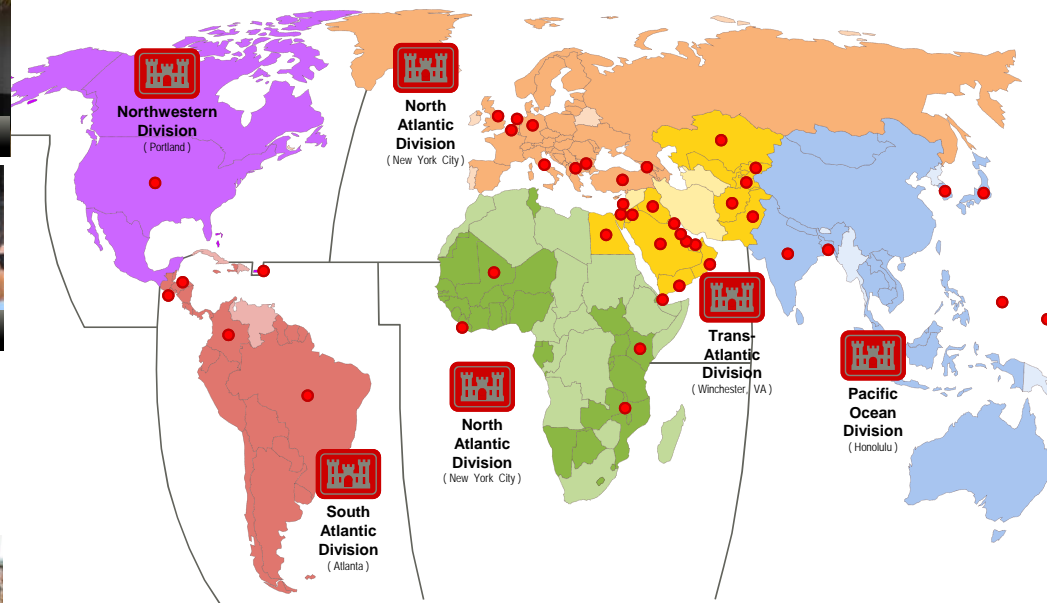 Northwestern
Division
( Portland )
North
Atlantic
Division
( New York City )
Trans-
Atlantic
Division
( Winchester, VA )
Pacific
Ocean
Division
( Honolulu )
North
Atlantic
Division
( New York City )
South
Atlantic
Division
( Atlanta )